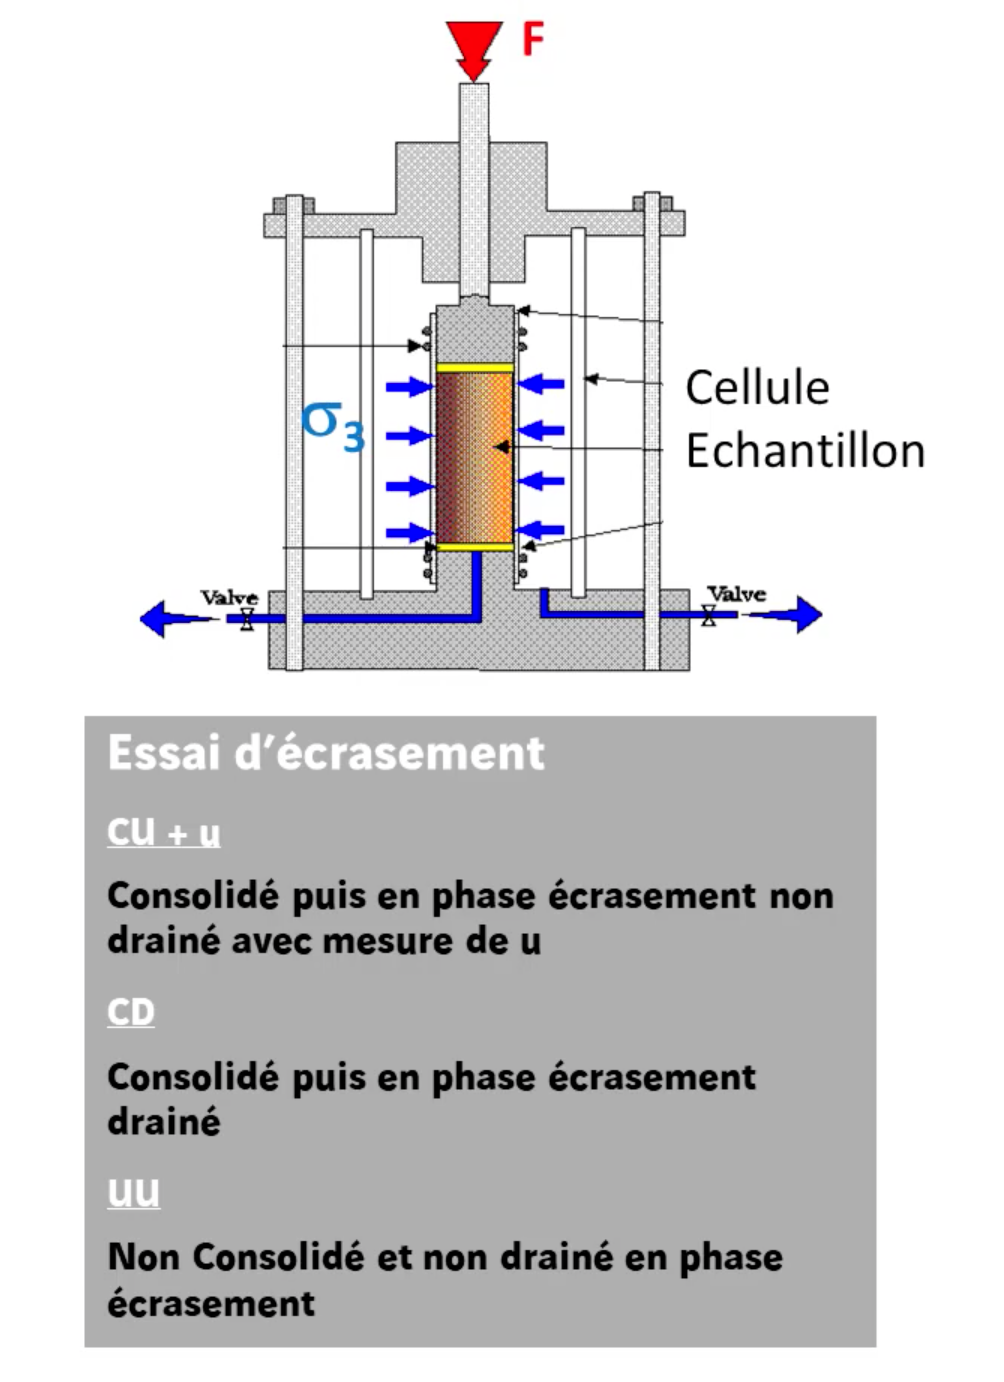 F
Cellule
σ3
Echantillon
Valve
Valve
Essai d’écrasement
CU + u
Consolidé puis en phase écrasement non
drainé avec mesure de u
CD
Consolidé puis en phase écrasement
drainé
UU
Non Consolidé et non drainé en phase
écrasement